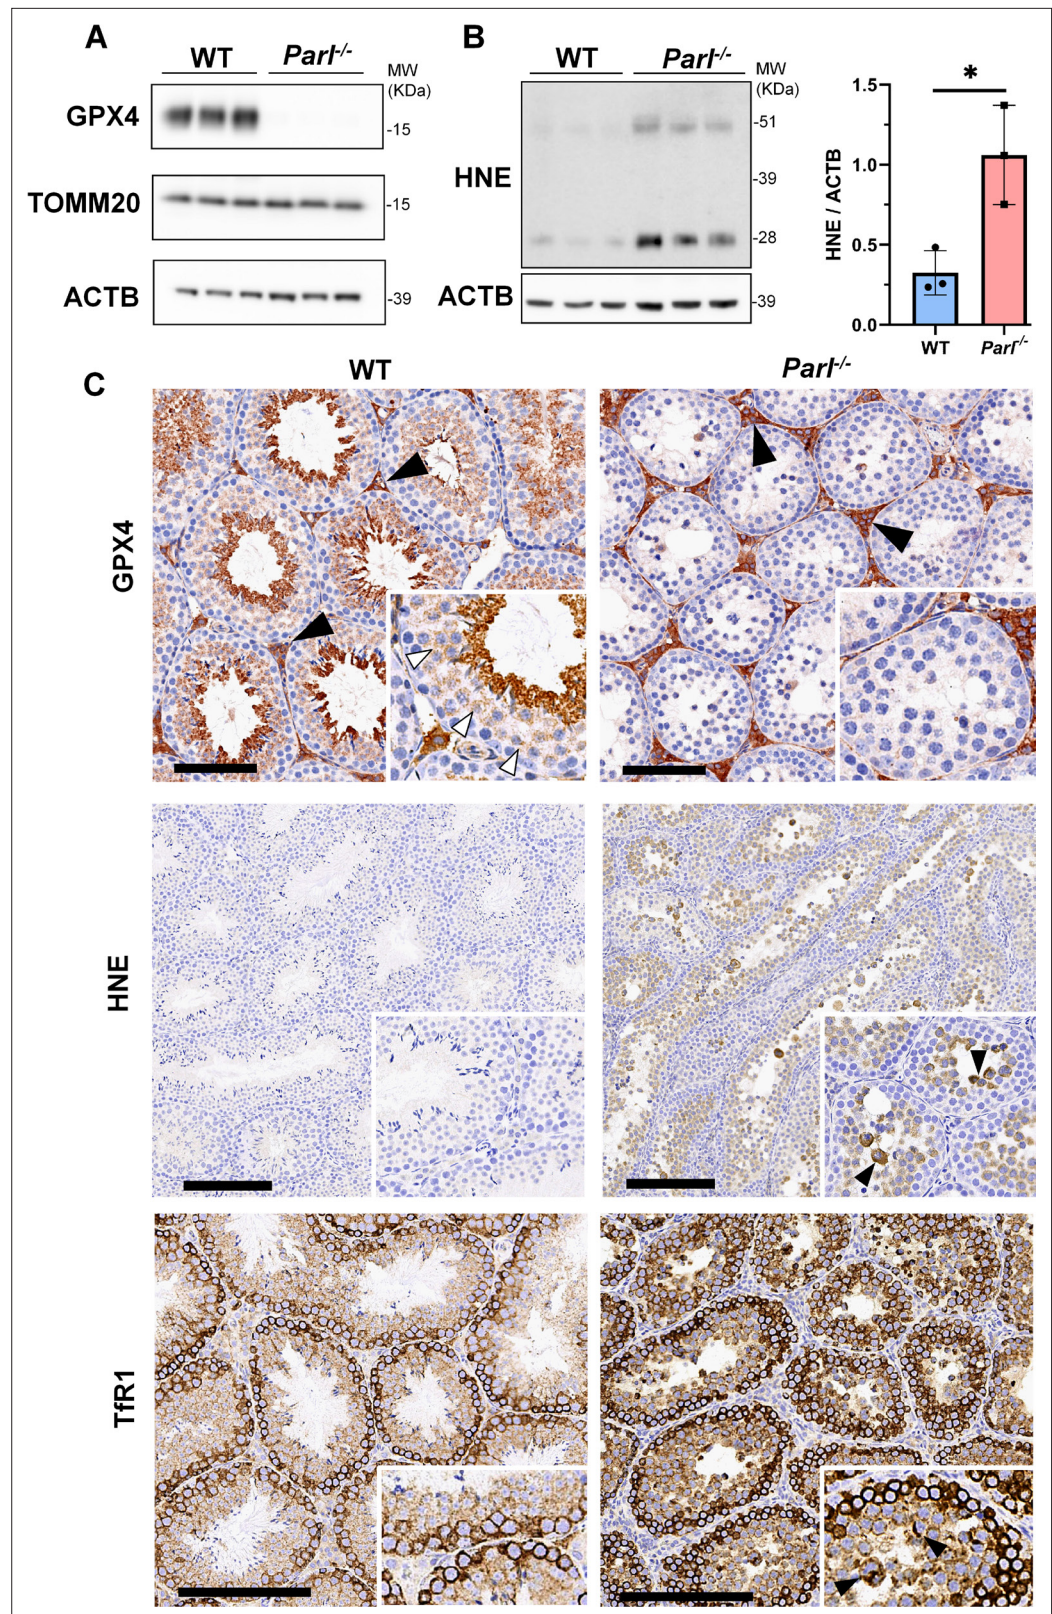 A
WT
Parl-/-
MW
(KDa)
GPX4
-15
TOMM20
-15
ACTB
-39
B
WT
Parl-/-
MW
(KDa)
HNE
-51
-39
-28
ACTB
-39
*
HNE / ACTB
1.5
1.0
0.5
0.0
WT
Parl-/-
C
WT
Parl-/-
GPX4
HNE
TfR1